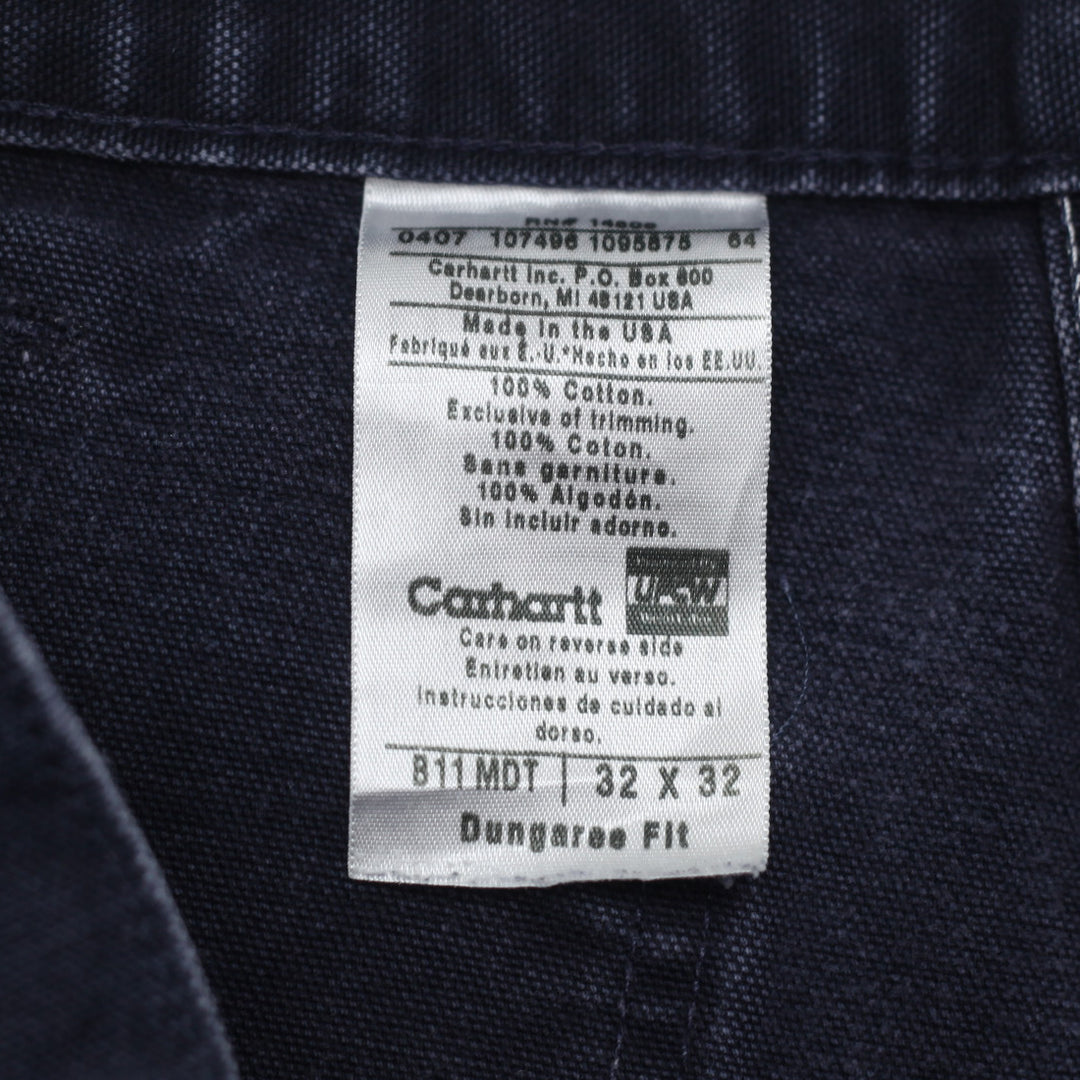 RN# 14806
0407 107496 1095875 64
Carhartt Inc. P.O. Box 600
Dearborn, MI 48121 USA
Made in the USA
Fabriqué aux É.-U.*Hecho en los EE.UU
100% Cotton.
Exclusive of trimming.
100% Coton.
Sans garniture.
100% Algodón.
Sin incluir adorno.
Carhartt
UFCW
Care on reverse side
Entretien au verso.
Instrucciones de cuidado al
dorso.
B11 MDT | 32 X 32
Dungaree Fit